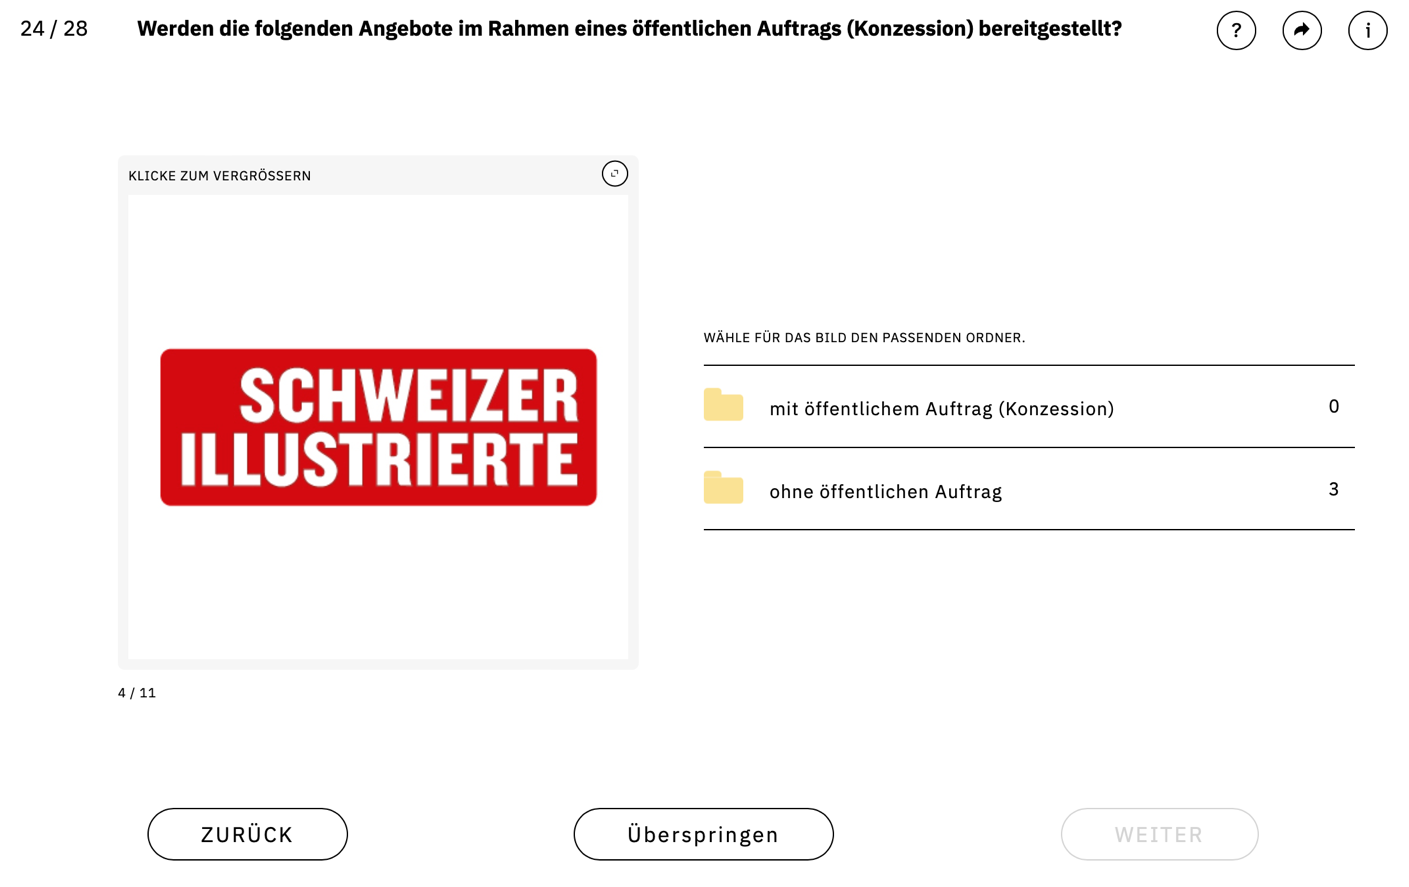 24 / 28
Werden die folgenden Angebote im Rahmen eines öffentlichen Auftrags (Konzession) bereitgestellt?
?
i
KLICKE ZUM VERGRÖSSERN
SCHWEIZER
ILLUSTRIERTE
4 / 11
WÄHLE FÜR DAS BILD DEN PASSENDEN ORDNER.
mit öffentlichem Auftrag (Konzession) 0
ohne öffentlichen Auftrag 3
ZURÜCK
Überspringen
WEITER